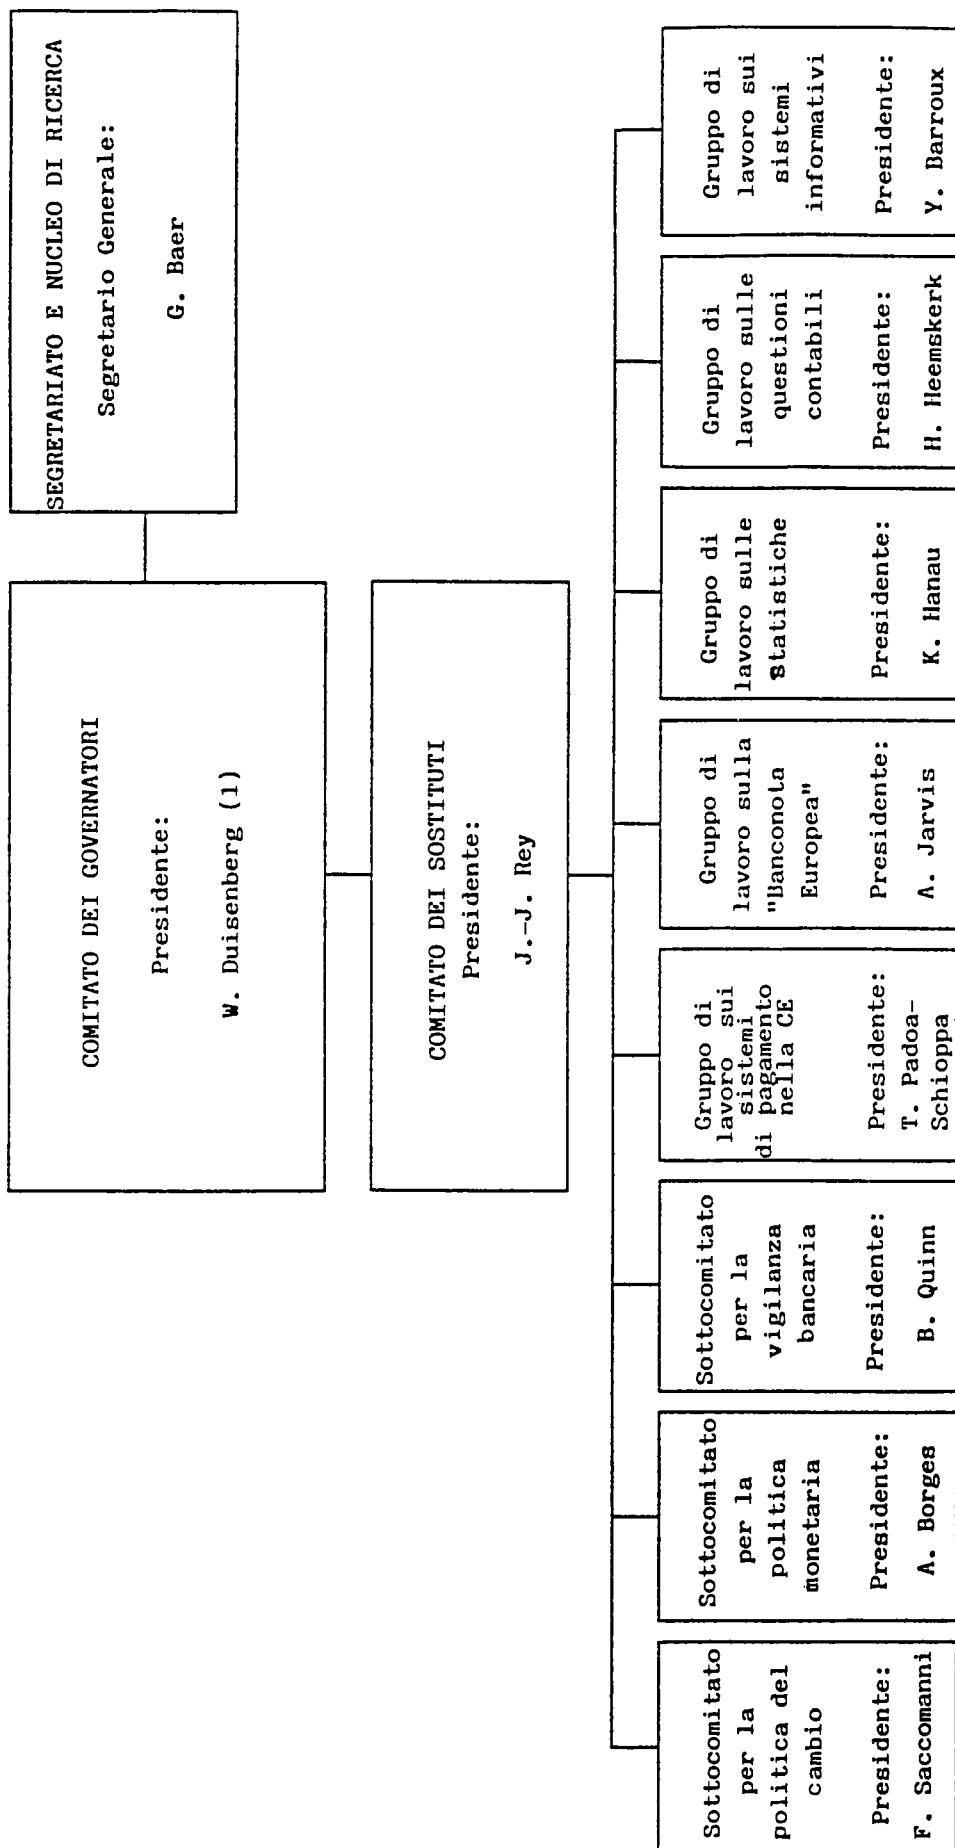 COMITATO DEI GOVERNATORI
Presidente:
W. Duisenberg (1)
SEGRETARIATO E NUCLEO DI RICERCA
Segretario Generale:
G. Baer
COMITATO DEI SOSTITUTI
Presidente:
J.-J. Rey
Sottocomitato
per la
politica del
cambio
Presidente:
F. Saccomanni
Sottocomitato
per la
politica
monetaria
Presidente:
A. Borges
Sottocomitato
per la
vigilanza
bancaria
Presidente:
B. Quinn
Gruppo di
lavoro sui
sistemi
di pagamento
nella CE
Presidente:
T. Padoa-
Schioppa
Gruppo di
lavoro sulla
"Banconota
Europea"
Presidente:
A. Jarvis
Gruppo di
lavoro sulle
Statistiche
Presidente:
K. Hanau
Gruppo di
lavoro sulle
questioni
contabili
Presidente:
H. Heemskerk
Gruppo di
lavoro sui
sistemi
informativi
Presidente:
Y. Barroux